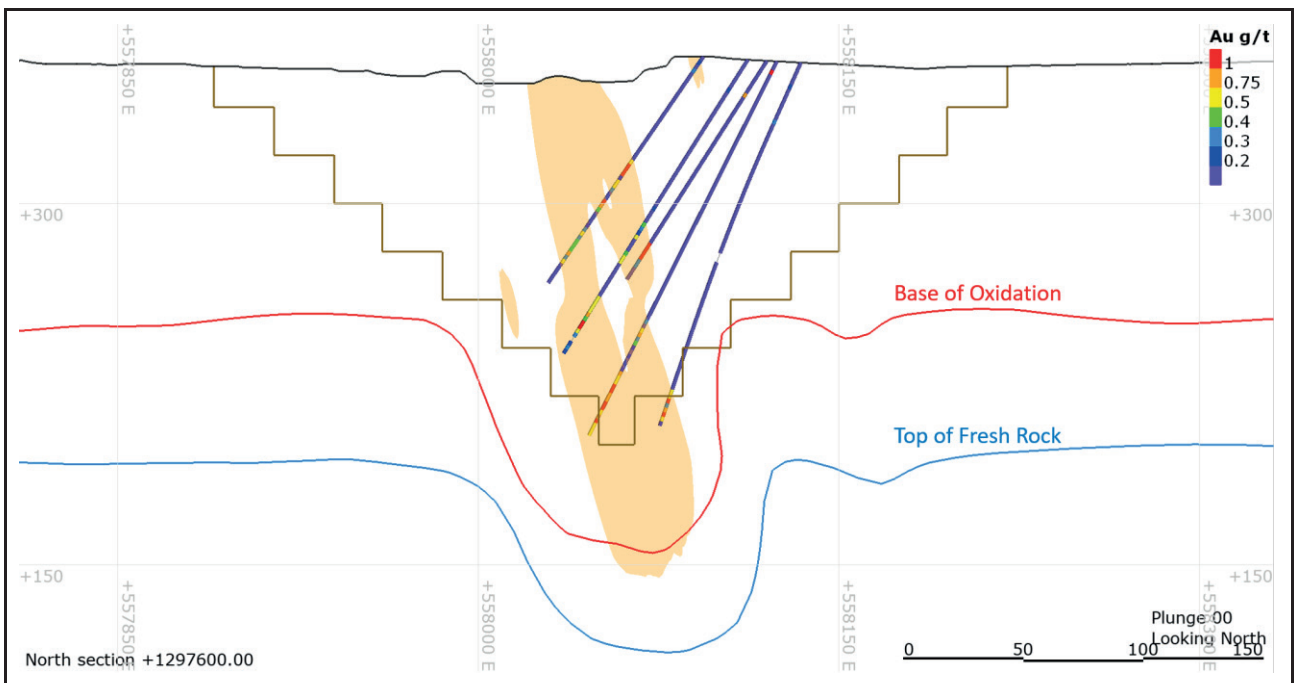 Au g/t
1
0.75
0.5
0.4
0.3
0.2
+557850 E
+558000 E
+558150 E
+300
+300
Base of Oxidation
Top of Fresh Rock
+150
+150
+557850 E
+558000 E
+558150 E
+558300 E
Plunge 00
Looking North
0 50 100 150
North section +1297600.00